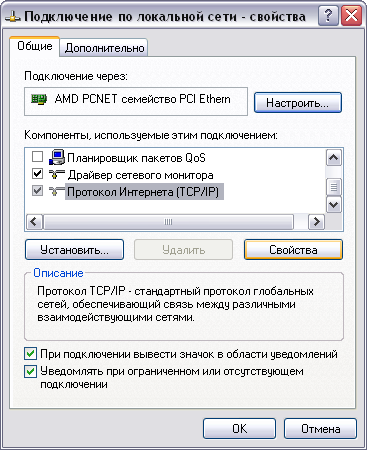 Подключение по локальной сети - свойства
Общие
Дополнительно
Подключение через:
AMD PCNET семейство PCI Ethern
Настроить...
Компоненты, используемые этим подключением:
Планировщик пакетов QoS
Драйвер сетевого монитора
Протокол Интернета (TCP/IP)
Установить...
Удалить
Свойства
Описание
Протокол TCP/IP - стандартный протокол глобальных
сетей, обеспечивающий связь между различными
взаимодействующими сетями.
При подключении вывести значок в области уведомлений
Уведомлять при ограниченном или отсутствующем
подключении
ОК
Отмена